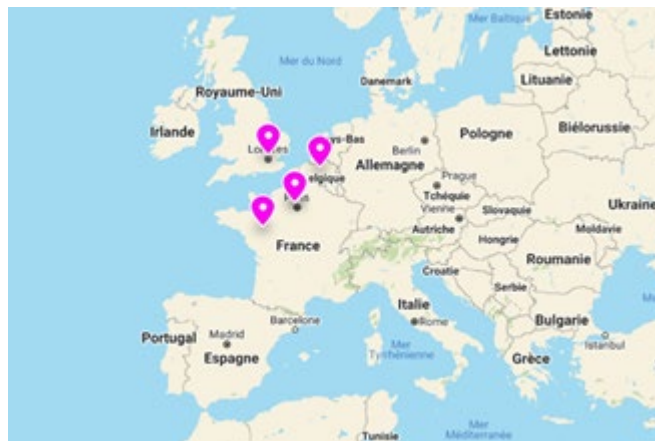 Mer Baltique
Estonie
Lettonie
Mer du Nord
Lituanie
Danemark
Royaume-Uni
Biélorussie
Irlande
Pologne
Berlin
Allemagne
Prague
Tchéquie
Ukraine
Vienne
Slovaquie
Autriche
Moldavie
Hongrie
France
Roumanie
Croatie
Serbie
Italie
Barcelone
Rome
Bulgarie
Portugal
Madrid
Istanbul
Espagne
Mer
Tyrrhénienne
Grèce
Mer
Méditerranée
Tunisie